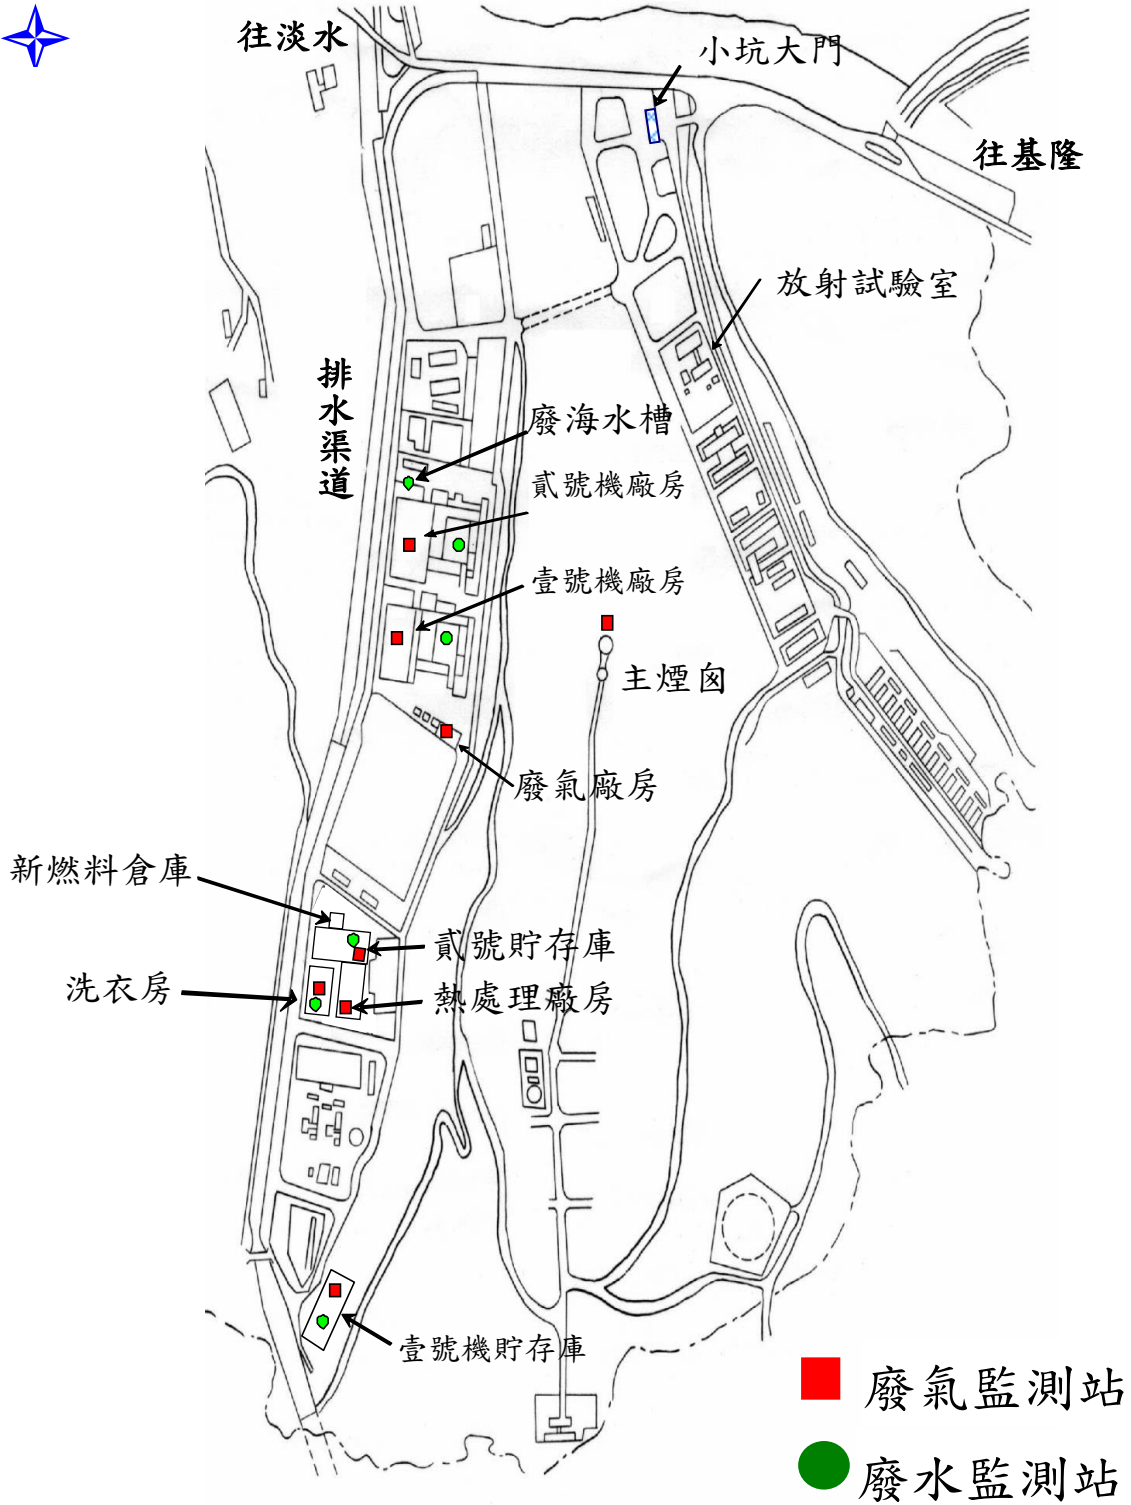 往淡水
小坑大門
往基隆
放射試驗室
排水渠道
廢海水槽
貳號機廠房
壹號機廠房
主煙囪
廢氣廠房
新燃料倉庫
貳號貯存庫
洗衣房
熱處理廠房
壹號機貯存庫
廢氣監測站
廢水監測站